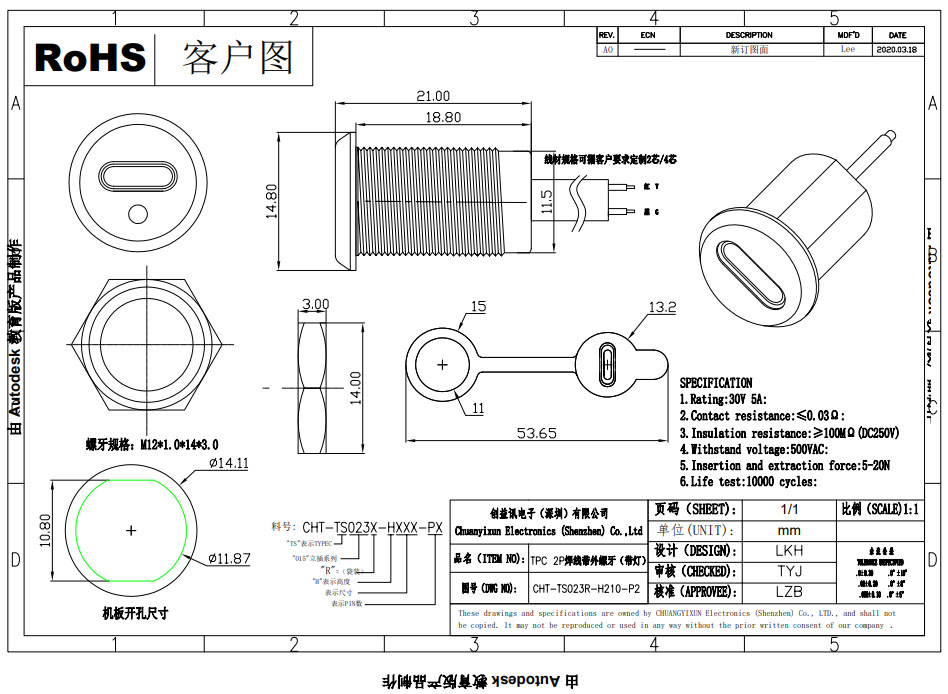 1
2
3
4
5
RoHS 客户图
REV. ECN DESCRIPTION MDF'D DATE
A0 新订图面 Lee 2020.03.18
A
A
21.00
18.80
线材规格可据客户要求定制2芯/4芯
14.80
11.5
红 T
黑 G
B
由 Autodesk 教育版产品制作
3.00
15
13.2
14.00
11
53.65
螺牙规格: M12*1.0*14*3.0
SPECIFICATION
1.Rating:30V 5A:
2.Contact resistance:≤0.03Ω:
3.Insulation resistance:≥100MΩ(DC250V)
4.Withstand voltage:500VAC:
5.Insertion and extraction force:5-20N
6.Life test:10000 cycles:
Ø14.11
10.80
Ø11.87
机板开孔尺寸
D
D
料号: CHT-TS023X-HXXX-PX
"TS"表示TYPEC
"015"立插系列
"R"=(袋装)
"H"表示高度
表示尺寸
表示PIN数
创益讯电子 (深圳) 有限公司
Chuanyixun Electronics (Shenzhen) Co.,Ltd
品名 (ITEM NO): TPC 2P焊线带外螺牙 (带灯)
图号 (DWG NO): CHT-TS023R-H210-P2
页码 (SHEET): 1/1
比例 (SCALE)1:1
单位(UNIT): mm
设计 (DESIGN): LKH
审核 (CHECKED): TYJ
核准 (APPROVEE): LZB
These drawings and specifications are owned by CHUANGYIXUN Electronics (Shenzhen) Co., LTD., and shall not
be copied. It may not be reproduced or used in any way without the prior written consent of our company .
2
3
4
5
由 Autodesk 教育版产品制作